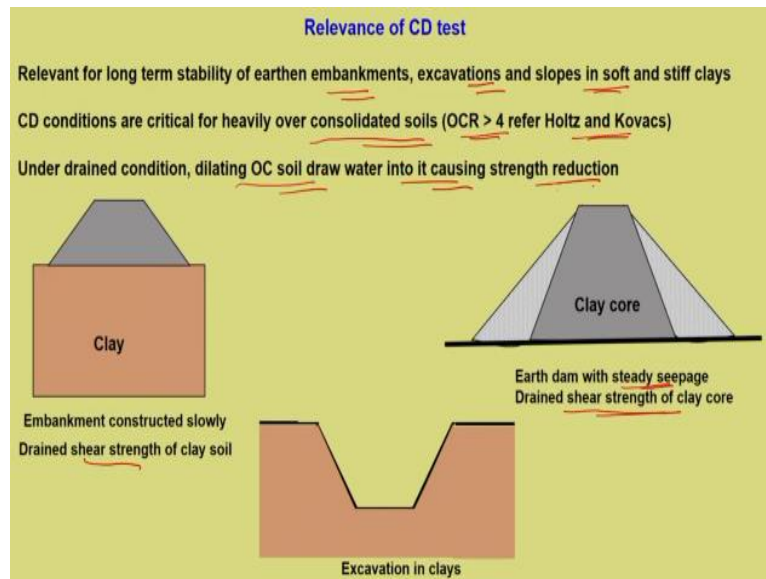 Relevance of CD test
Relevant for long term stability of earthen embankments, excavations and slopes in soft and stiff clays
CD conditions are critical for heavily over consolidated soils (OCR > 4 refer Holtz and Kovacs)
Under drained condition, dilating OC soil draw water into it causing strength reduction
Clay
Embankment constructed slowly
Drained shear strength of clay soil
Clay core
Earth dam with steady seepage
Drained shear strength of clay core
Excavation in clays